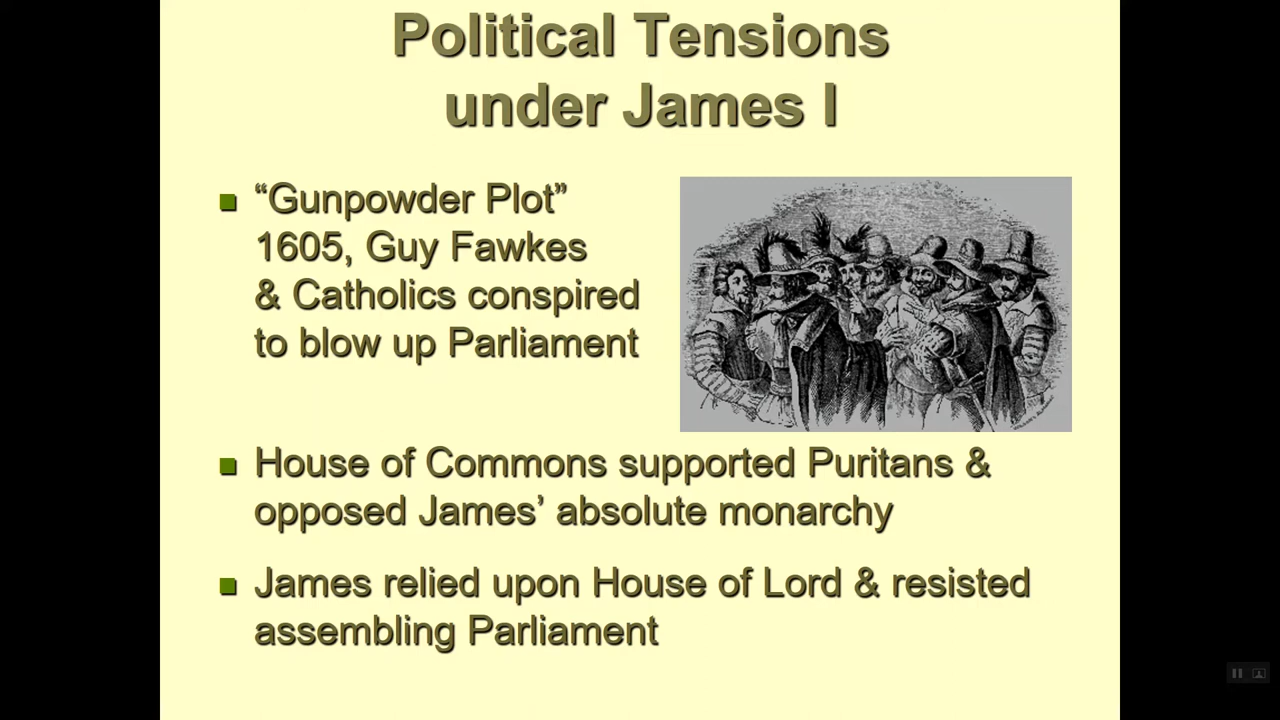 Political Tensions
under James I
“Gunpowder Plot”
1605, Guy Fawkes
& Catholics conspired
to blow up Parliament
House of Commons supported Puritans &
opposed James’ absolute monarchy
James relied upon House of Lord & resisted
assembling Parliament